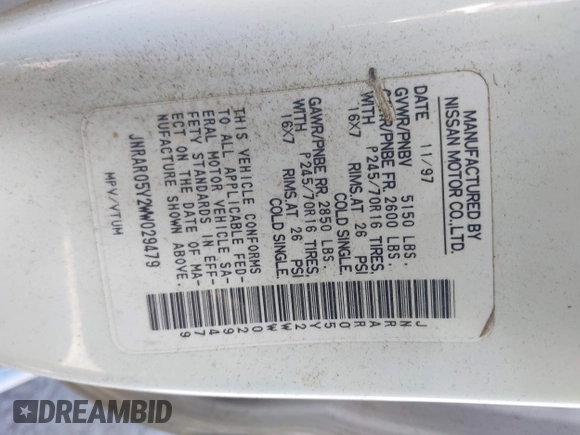 MANUFACTURED BY
NISSAN MOTOR CO.,LTD.
DATE 11/97
GVWR/PNBV 5150 LBS.
GAWR/PNBE FR 2600 LBS.
WITH P245/70R16 TIRES,
16X7 RIMS,AT 26 PSI
COLD SINGLE
GAWR/PNBE RR 2850 LBS.
WITH P245/70R16 TIRES,
16X7 RIMS,AT 26 PSI
COLD SINGLE
THIS VEHICLE CONFORMS
TO ALL APPLICABLE FED-
ERAL MOTOR VEHICLE SA-
FETY STANDARDS IN EFF-
ECT ON THE DATE OF MA-
NUFACTURE SHOWN ABOVE.
JNRAR05Y2WW029479
MPV/VTUM
JNRAR05Y2WW029479
DREAMBID